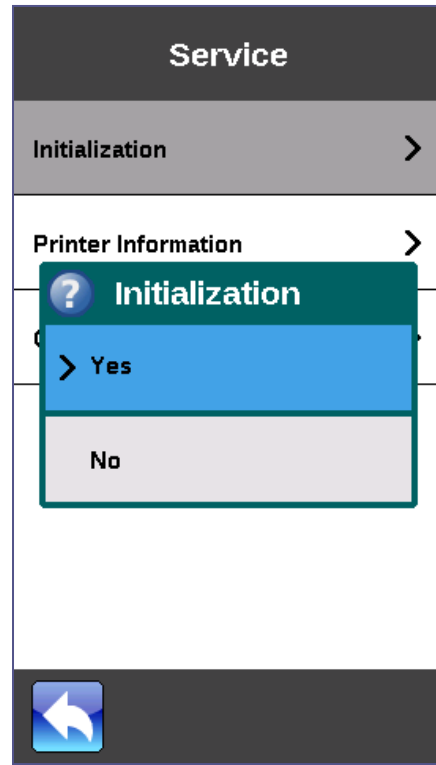 Service
Initialization
Printer Information
? Initialization
Yes
No